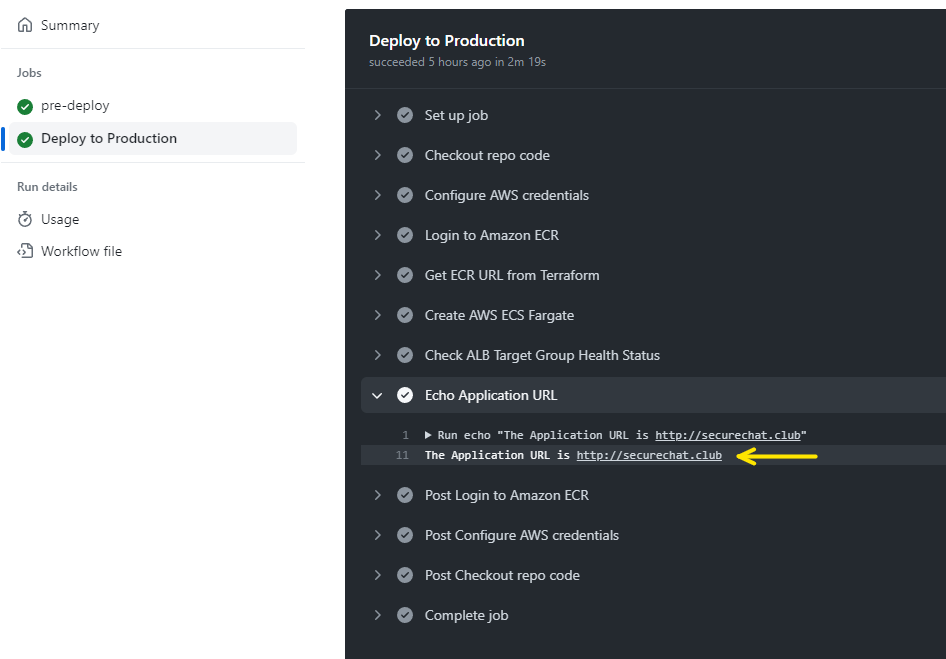 Summary
Jobs
pre-deploy
Deploy to Production
Run details
Usage
Workflow file
Deploy to Production
succeeded 5 hours ago in 2m 19s
Set up job
Checkout repo code
Configure AWS credentials
Login to Amazon ECR
Get ECR URL from Terraform
Create AWS ECS Fargate
Check ALB Target Group Health Status
Echo Application URL
1 ▶ Run echo "The Application URL is http://securechat.club"
11 The Application URL is http://securechat.club
Post Login to Amazon ECR
Post Configure AWS credentials
Post Checkout repo code
Complete job